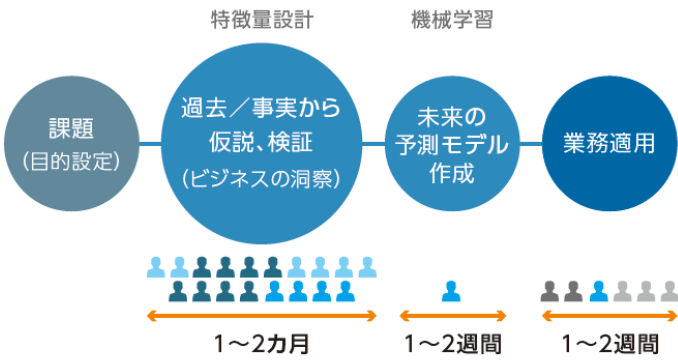 特徴量設計
機械学習
課題
(目的設定)
過去／事実から
仮説、検証
(ビジネスの洞察)
未来の
予測モデル
作成
業務適用
1〜2カ月
1〜2週間
1〜2週間